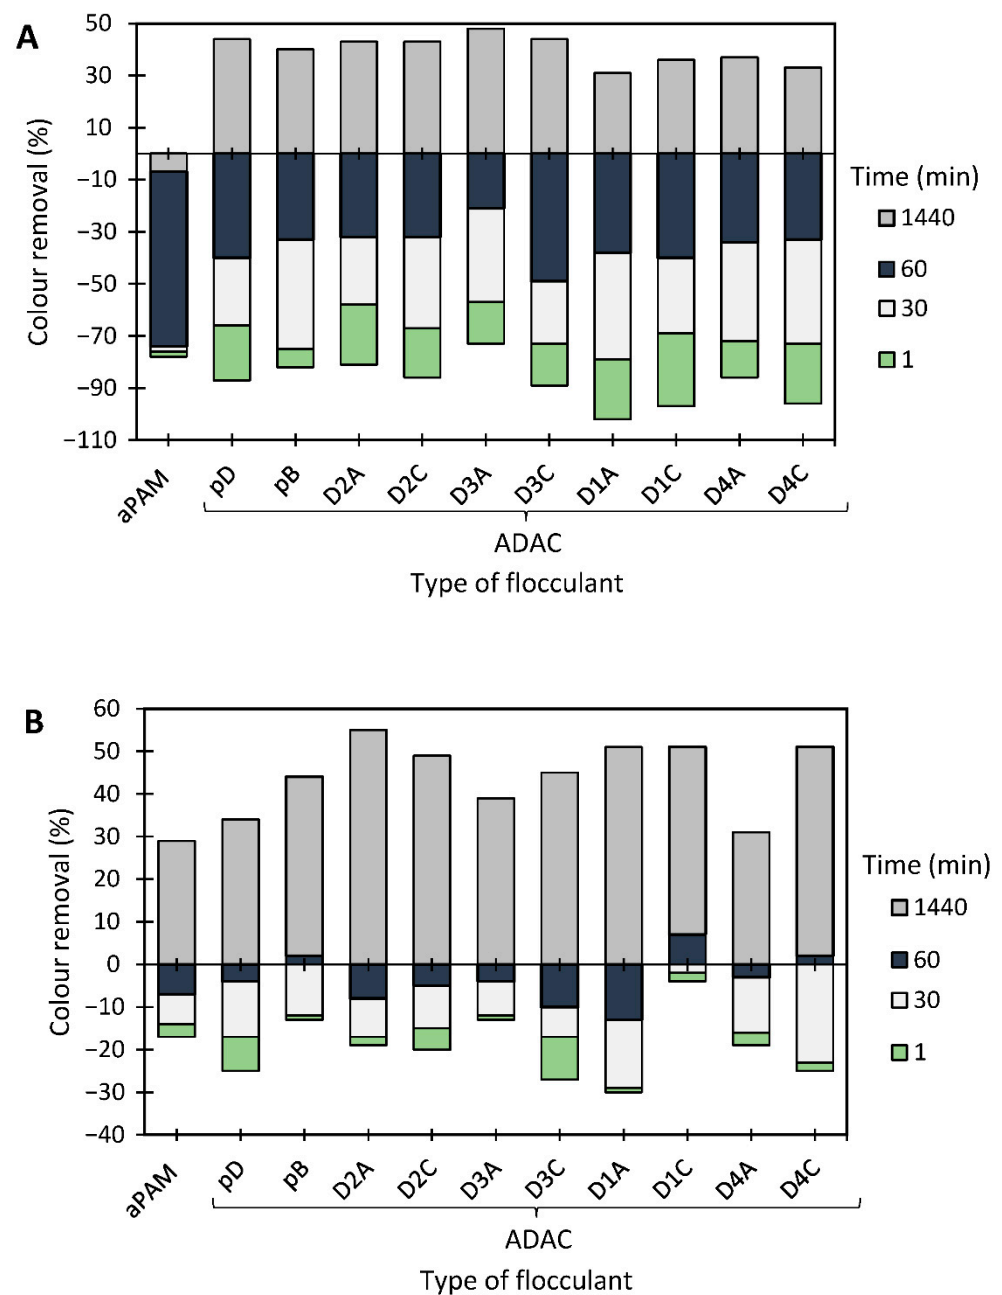 A
50
30
10
−10
−30
−50
−70
−90
−110
Colour removal (%)
Time (min)
1440
60
30
1
aPAM pD pB D2A D2C D3A D3C D1A D1C D4A D4C
ADAC
Type of flocculant
B
60
50
40
30
20
10
0
−10
−20
−30
−40
Colour removal (%)
Time (min)
1440
60
30
1
aPAM pD pB D2A D2C D3A D3C D1A D1C D4A D4C
ADAC
Type of flocculant